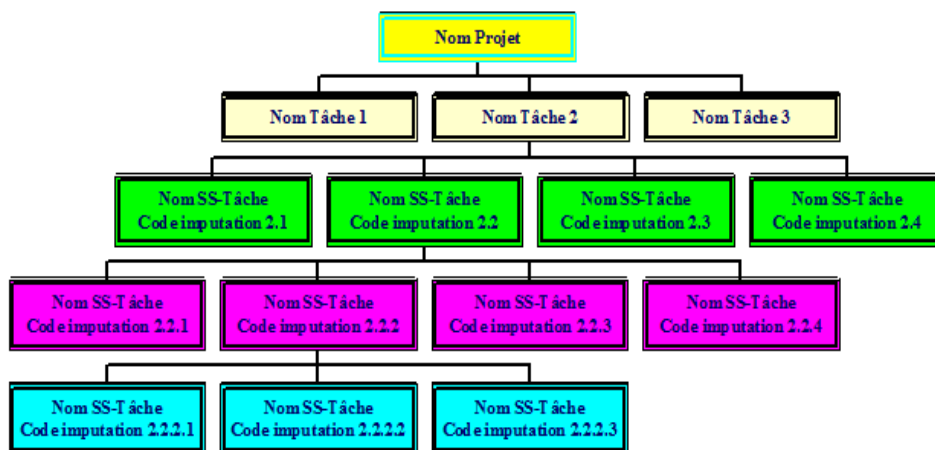 Nom Projet
Nom Tâche 1
Nom Tâche 2
Nom Tâche 3
Nom SS-Tâche
Code imputation 2.1
Nom SS-Tâche
Code imputation 2.2
Nom SS-Tâche
Code imputation 2.3
Nom SS-Tâche
Code imputation 2.4
Nom SS-Tâche
Code imputation 2.2.1
Nom SS-Tâche
Code imputation 2.2.2
Nom SS-Tâche
Code imputation 2.2.3
Nom SS-Tâche
Code imputation 2.2.4
Nom SS-Tâche
Code imputation 2.2.2.1
Nom SS-Tâche
Code imputation 2.2.2.2
Nom SS-Tâche
Code imputation 2.2.2.3